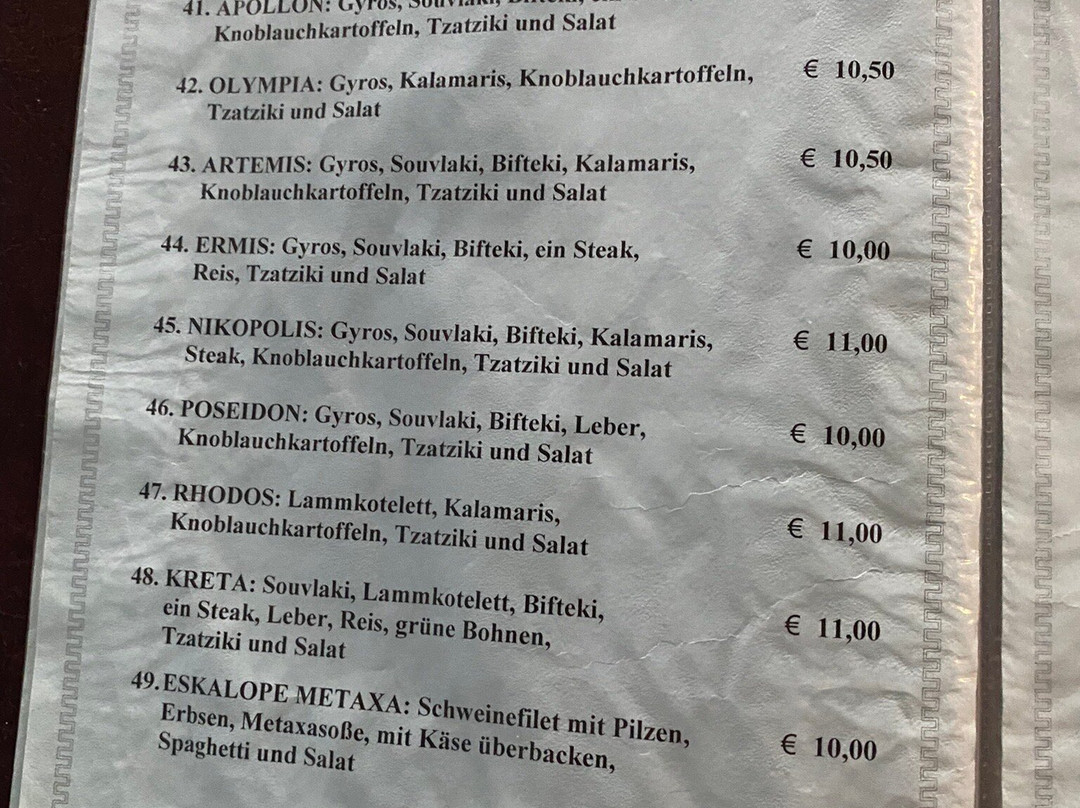 41. APOLLON: Gyros, Souvlaki, Bifteki,
Knoblauchkartoffeln, Tzatziki und Salat
42. OLYMPIA: Gyros, Kalamaris, Knoblauchkartoffeln, € 10,50
Tzatziki und Salat
43. ARTEMIS: Gyros, Souvlaki, Bifteki, Kalamaris, € 10,50
Knoblauchkartoffeln, Tzatziki und Salat
44. ERMIS: Gyros, Souvlaki, Bifteki, ein Steak, € 10,00
Reis, Tzatziki und Salat
45. NIKOPOLIS: Gyros, Souvlaki, Bifteki, Kalamaris, € 11,00
Steak, Knoblauchkartoffeln, Tzatziki und Salat
46. POSEIDON: Gyros, Souvlaki, Bifteki, Leber, € 10,00
Knoblauchkartoffeln, Tzatziki und Salat
47. RHODOS: Lammkotelett, Kalamaris, € 11,00
Knoblauchkartoffeln, Tzatziki und Salat
48. KRETA: Souvlaki, Lammkotelett, Bifteki, € 11,00
ein Steak, Leber, Reis, grüne Bohnen,
Tzatziki und Salat
49. ESKALOPE METAXA: Schweinefilet mit Pilzen, € 10,00
Erbsen, Metaxasoße, mit Käse überbacken,
Spaghetti und Salat